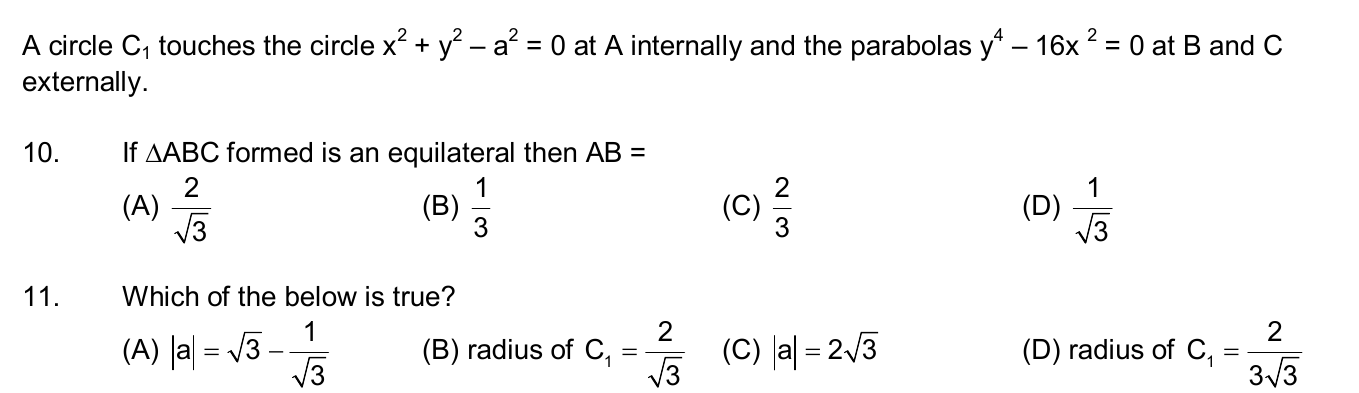 A circle C₁ touches the circle x² + y² – a² = 0 at A internally and the parabolas y⁴ – 16x ² = 0 at B and C
externally.
10. If ΔABC formed is an equilateral then AB =
(A) 2/√3 (B) 1/3 (C) 2/3 (D) 1/√3
11. Which of the below is true?
(A) |a| = √3 – 1/√3 (B) radius of C₁ = 2/√3 (C) |a| = 2√3 (D) radius of C₁ = 2/3√3